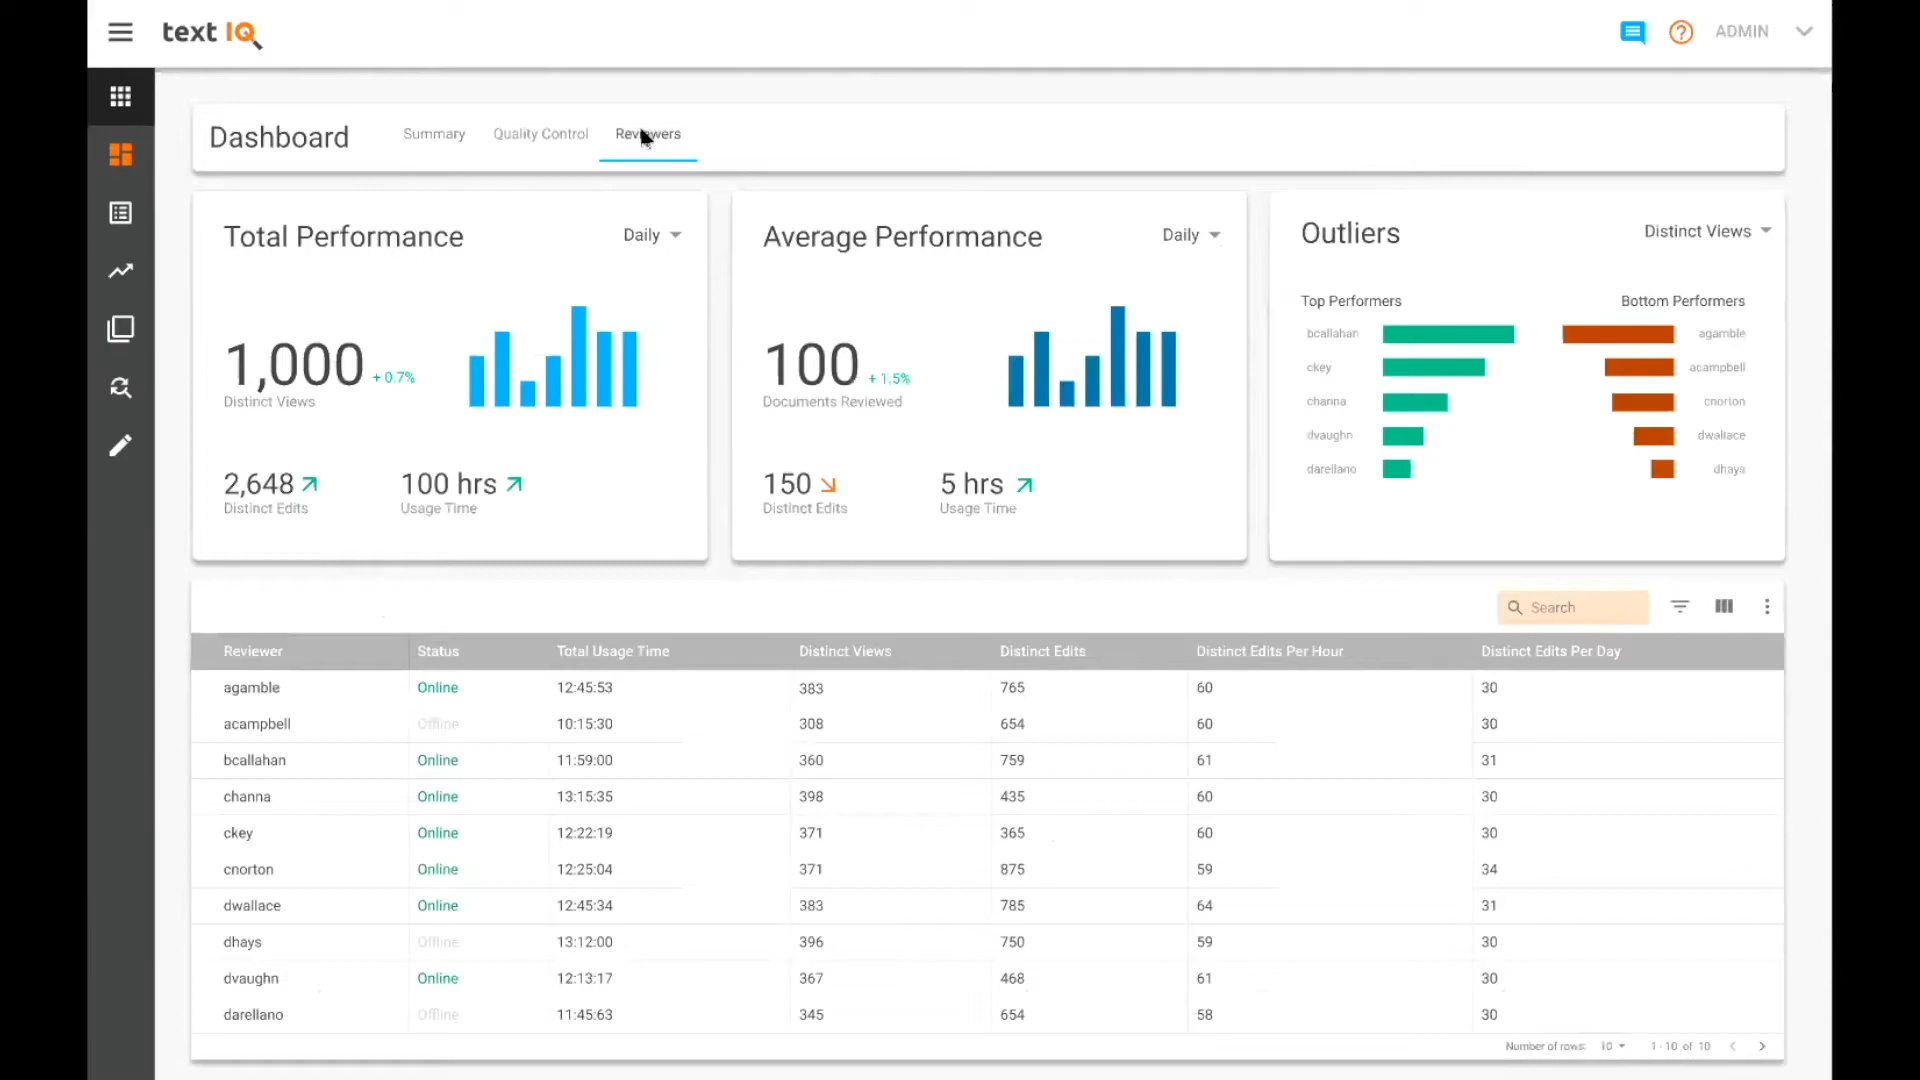 text IQ
ADMIN
Dashboard Summary Quality Control Reviewers
Total Performance Daily
1,000 + 0.7%
Distinct Views
2,648 100 hrs
Distinct Edits Usage Time
Average Performance Daily
100 + 1.5%
Documents Reviewed
150 5 hrs
Distinct Edits Usage Time
Outliers Distinct Views
Top Performers Bottom Performers
bcallahan agamble
ckey acampbell
channa cnorton
dvaughn dwallace
darellano dhays
Search
Reviewer Status Total Usage Time Distinct Views Distinct Edits Distinct Edits Per Hour Distinct Edits Per Day
agamble Online 12:45:53 383 765 60 30
acampbell Offline 10:15:30 308 654 60 30
bcallahan Online 11:59:00 360 759 61 31
channa Online 13:15:35 398 435 60 30
ckey Online 12:22:19 371 365 60 30
cnorton Online 12:25:04 371 875 59 34
dwallace Online 12:45:34 383 785 64 31
dhays Offline 13:12:00 396 750 59 30
dvaughn Online 12:13:17 367 468 61 30
darellano Offline 11:45:63 345 654 58 30
Number of rows: 10 1-10 of 10